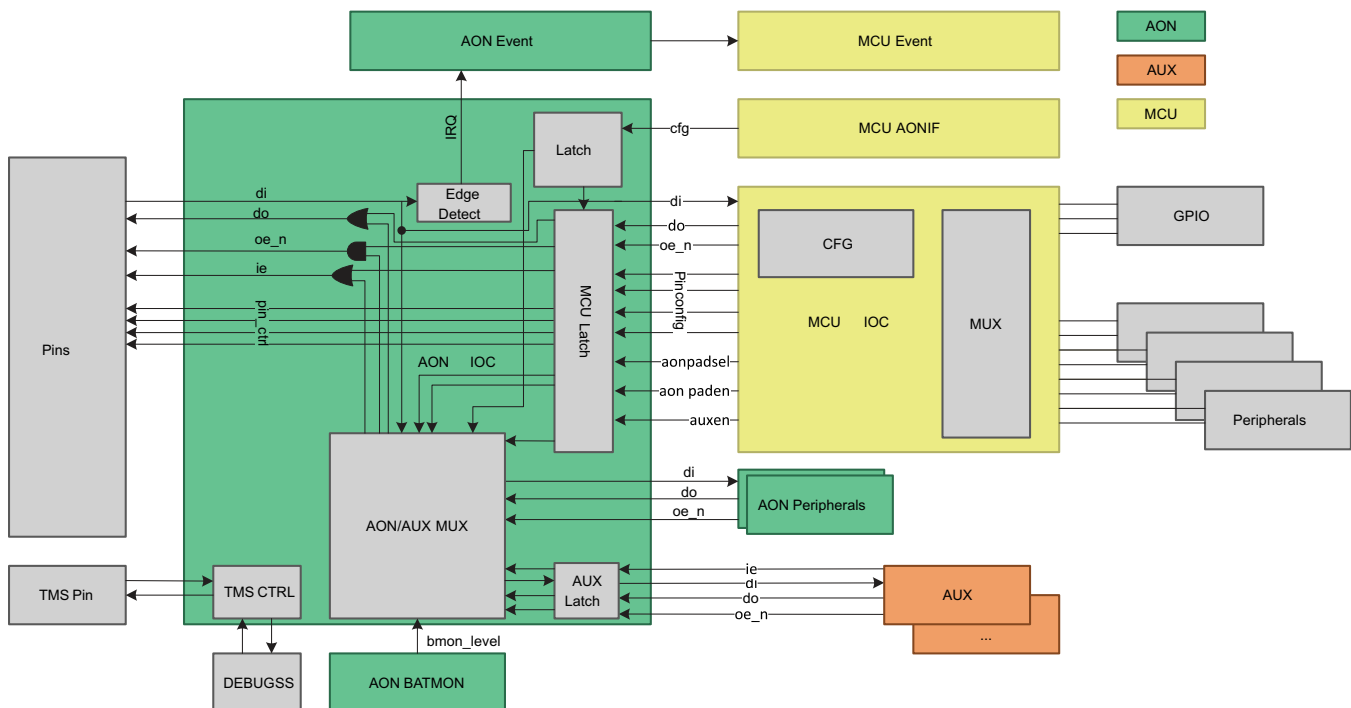 AON Event
MCU Event
AON
AUX
MCU
IRQ
cfg
MCU AONIF
Latch
Edge
Detect
di
do
oe_n
ie
pin_ctrl
Pins
di
do
oe_n
Pin config
aonpadsel
aon paden
auxen
MCU Latch
CFG
MCU IOC
MUX
GPIO
Peripherals
AON IOC
AON/AUX MUX
di
do
oe_n
AON Peripherals
ie
di
do
oe_n
AUX
Latch
AUX
...
TMS Pin
TMS CTRL
DEBUGSS
bmon_level
AON BATMON